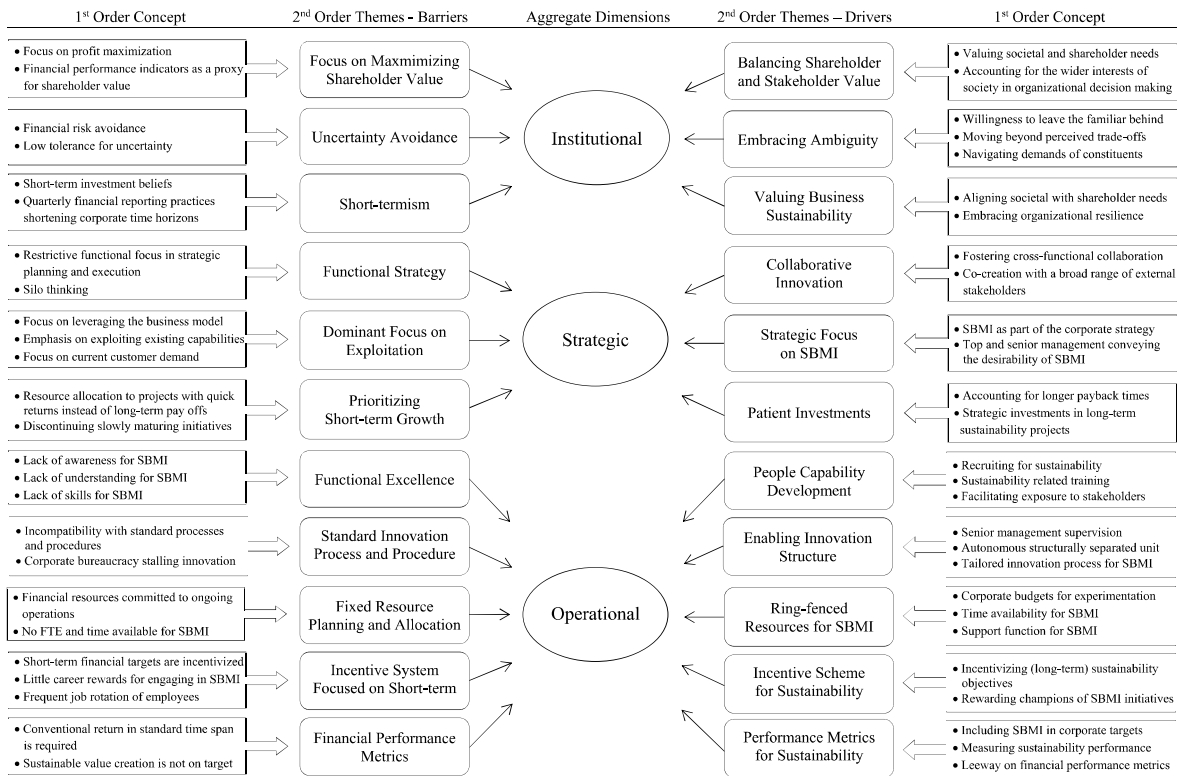 1st Order Concept
2nd Order Themes - Barriers
Aggregate Dimensions
2nd Order Themes – Drivers
1st Order Concept
• Focus on profit maximization
• Financial performance indicators as a proxy
for shareholder value
Focus on Maxmimizing
Shareholder Value
Balancing Shareholder
and Stakeholder Value
• Valuing societal and shareholder needs
• Accounting for the wider interests of
society in organizational decision making
• Financial risk avoidance
• Low tolerance for uncertainty
Uncertainty Avoidance
Institutional
Embracing Ambiguity
• Willingness to leave the familiar behind
• Moving beyond perceived trade-offs
• Navigating demands of constituents
• Short-term investment beliefs
• Quarterly financial reporting practices
shortening corporate time horizons
Short-termism
Valuing Business
Sustainability
• Aligning societal with shareholder needs
• Embracing organizational resilience
• Restrictive functional focus in strategic
planning and execution
• Silo thinking
Functional Strategy
Collaborative
Innovation
• Fostering cross-functional collaboration
• Co-creation with a broad range of external
stakeholders
• Focus on leveraging the business model
• Emphasis on exploiting existing capabilities
• Focus on current customer demand
Dominant Focus on
Exploitation
Strategic
Strategic Focus
on SBMI
• SBMI as part of the corporate strategy
• Top and senior management conveying
the desirability of SBMI
• Resource allocation to projects with quick
returns instead of long-term pay offs
• Discontinuing slowly maturing initiatives
Prioritizing
Short-term Growth
Patient Investments
• Accounting for longer payback times
• Strategic investments in long-term
sustainability projects
• Lack of awareness for SBMI
• Lack of understanding for SBMI
• Lack of skills for SBMI
Functional Excellence
People Capability
Development
• Recruiting for sustainability
• Sustainability related training
• Facilitating exposure to stakeholders
• Incompatibility with standard processes
and procedures
• Corporate bureaucracy stalling innovation
Standard Innovation
Process and Procedure
Enabling Innovation
Structure
• Senior management supervision
• Autonomous structurally separated unit
• Tailored innovation process for SBMI
• Financial resources committed to ongoing
operations
• No FTE and time available for SBMI
Fixed Resource
Planning and Allocation
Operational
Ring-fenced
Resources for SBMI
• Corporate budgets for experimentation
• Time availability for SBMI
• Support function for SBMI
• Short-term financial targets are incentivized
• Little career rewards for engaging in SBMI
• Frequent job rotation of employees
Incentive System
Focused on Short-term
Incentive Scheme
for Sustainability
• Incentivizing (long-term) sustainability
objectives
• Rewarding champions of SBMI initiatives
• Conventional return in standard time span
is required
• Sustainable value creation is not on target
Financial Performance
Metrics
Performance Metrics
for Sustainability
• Including SBMI in corporate targets
• Measuring sustainability performance
• Leeway on financial performance metrics